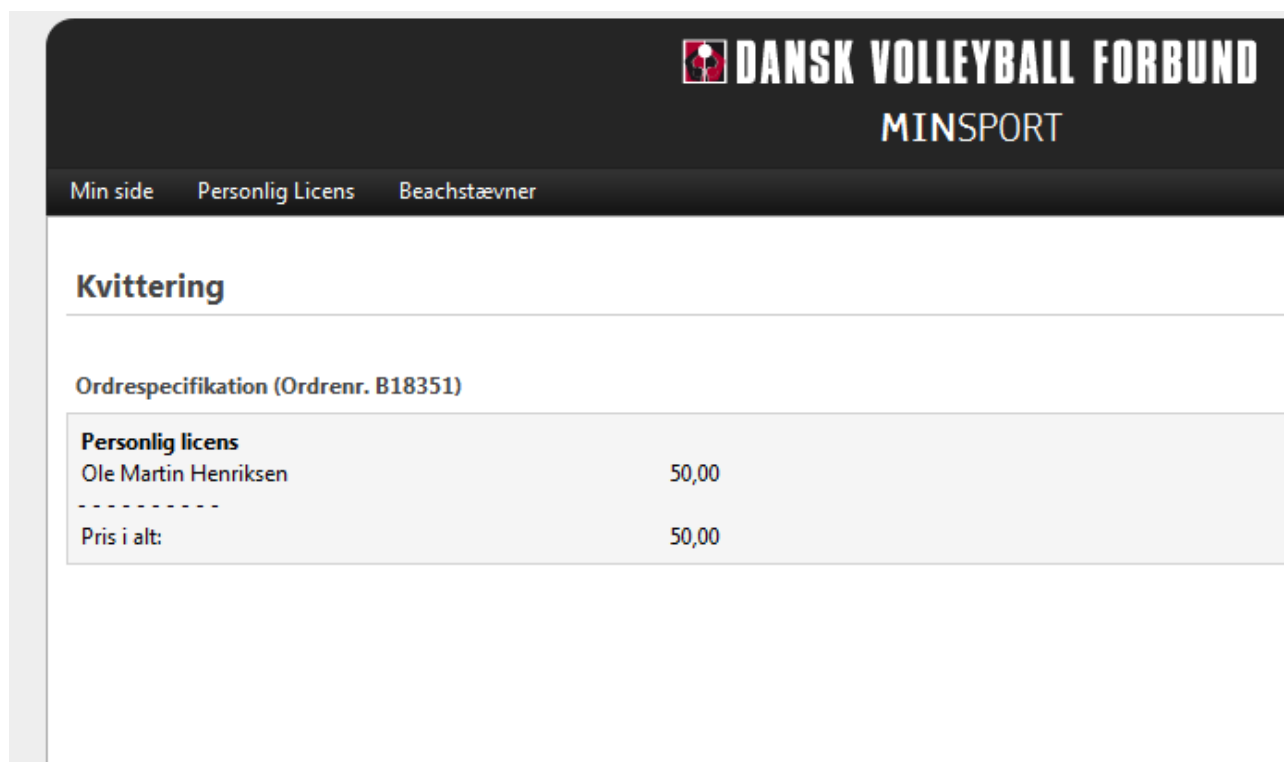 DANSK VOLLEYBALL FORBUND
MINSPORT
Min side Personlig Licens Beachstævner
Kvittering
Ordrespecifikation (Ordrenr. B18351)
Personlig licens
Ole Martin Henriksen 50,00
- - - - - - - - - -
Pris i alt: 50,00